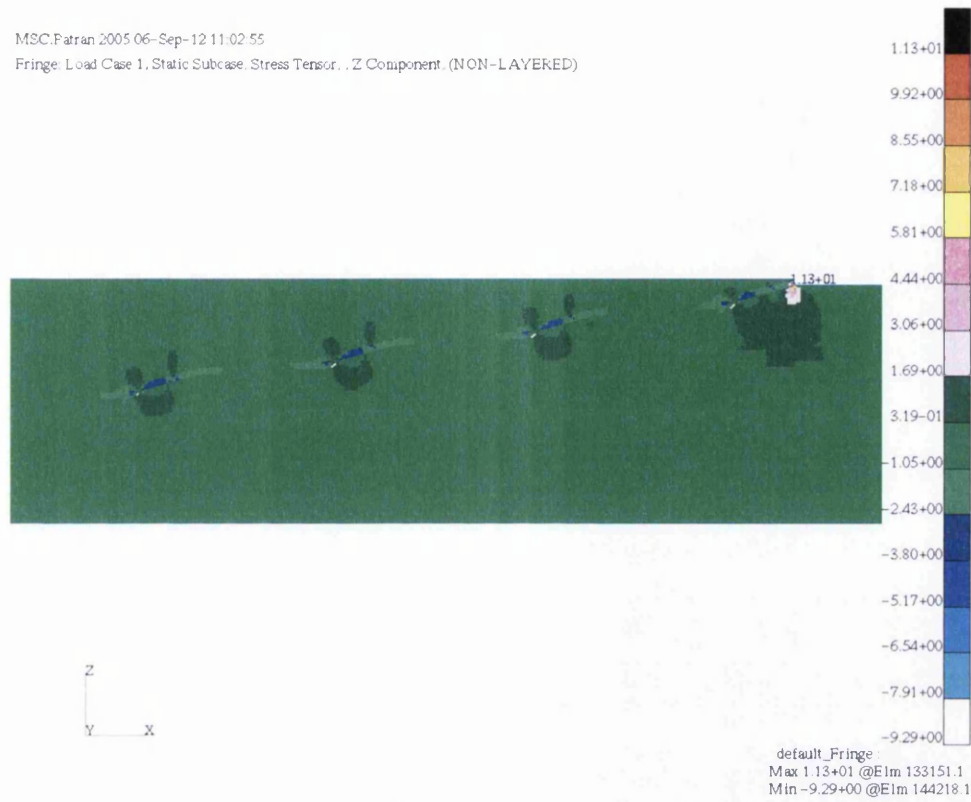 MSC.Patran 2005 06-Sep-12 11:02:55
Fringe: Load Case 1, Static Subcase, Stress Tensor, , Z Component, (NON-LAYERED)
1.13+01
9.92+00
8.55+00
7.18+00
5.81+00
4.44+00
3.06+00
1.69+00
3.19-01
-1.05+00
-2.43+00
-3.80+00
-5.17+00
-6.54+00
-7.91+00
-9.29+00
1.13+01
Z
Y X
default_Fringe :
Max 1.13+01 @Elm 133151.1
Min -9.29+00 @Elm 144218.1